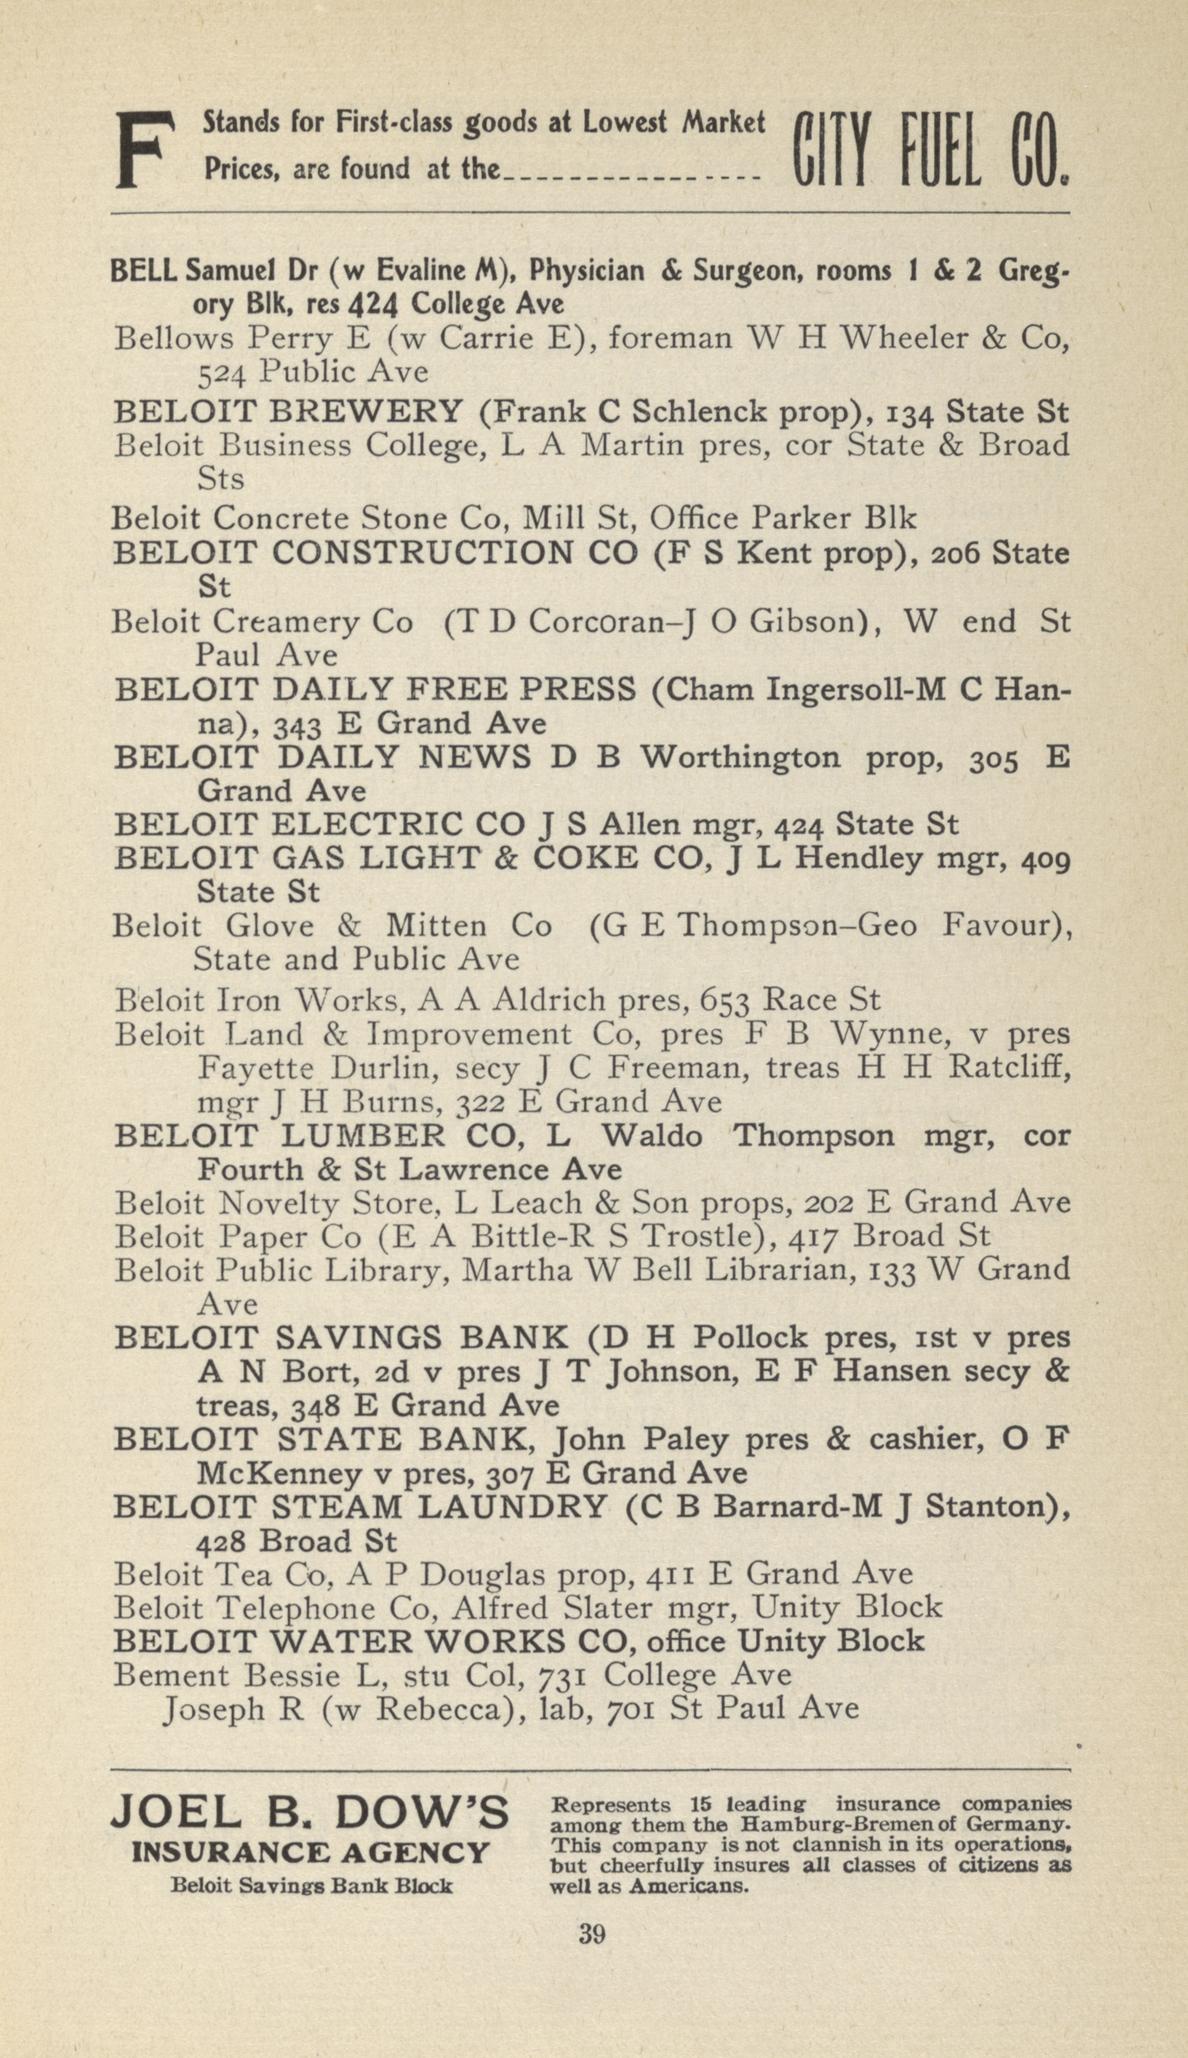 F Stands for First-class goods at Lowest Market
Prices, are found at the................ CITY FUEL CO.
BELL Samuel Dr (w Evaline M), Physician & Surgeon, rooms 1 & 2 Greg-
ory Blk, res 424 College Ave
Bellows Perry E (w Carrie E), foreman W H Wheeler & Co,
524 Public Ave
BELOIT BREWERY (Frank C Schlenck prop), 134 State St
Beloit Business College, L A Martin pres, cor State & Broad
Sts
Beloit Concrete Stone Co, Mill St, Office Parker Blk
BELOIT CONSTRUCTION CO (F S Kent prop), 206 State
St
Beloit Creamery Co (T D Corcoran–J O Gibson), W end St
Paul Ave
BELOIT DAILY FREE PRESS (Cham Ingersoll-M C Han-
na), 343 E Grand Ave
BELOIT DAILY NEWS D B Worthington prop, 305 E
Grand Ave
BELOIT ELECTRIC CO J S Allen mgr, 424 State St
BELOIT GAS LIGHT & COKE CO, J L Hendley mgr, 409
State St
Beloit Glove & Mitten Co (G E Thompson–Geo Favour),
State and Public Ave
Beloit Iron Works, A A Aldrich pres, 653 Race St
Beloit Land & Improvement Co, pres F B Wynne, v pres
Fayette Durlin, secy J C Freeman, treas H H Ratcliff,
mgr J H Burns, 322 E Grand Ave
BELOIT LUMBER CO, L Waldo Thompson mgr, cor
Fourth & St Lawrence Ave
Beloit Novelty Store, L Leach & Son props, 202 E Grand Ave
Beloit Paper Co (E A Bittle-R S Trostle), 417 Broad St
Beloit Public Library, Martha W Bell Librarian, 133 W Grand
Ave
BELOIT SAVINGS BANK (D H Pollock pres, 1st v pres
A N Bort, 2d v pres J T Johnson, E F Hansen secy &
treas, 348 E Grand Ave
BELOIT STATE BANK, John Paley pres & cashier, O F
McKenney v pres, 307 E Grand Ave
BELOIT STEAM LAUNDRY (C B Barnard-M J Stanton),
428 Broad St
Beloit Tea Co, A P Douglas prop, 411 E Grand Ave
Beloit Telephone Co, Alfred Slater mgr, Unity Block
BELOIT WATER WORKS CO, office Unity Block
Bement Bessie L, stu Col, 731 College Ave
Joseph R (w Rebecca), lab, 701 St Paul Ave
JOEL B. DOW'S
INSURANCE AGENCY
Beloit Savings Bank Block
Represents 15 leading insurance companies
among them the Hamburg-Bremen of Germany.
This company is not clannish in its operations,
but cheerfully insures all classes of citizens as
well as Americans.
39